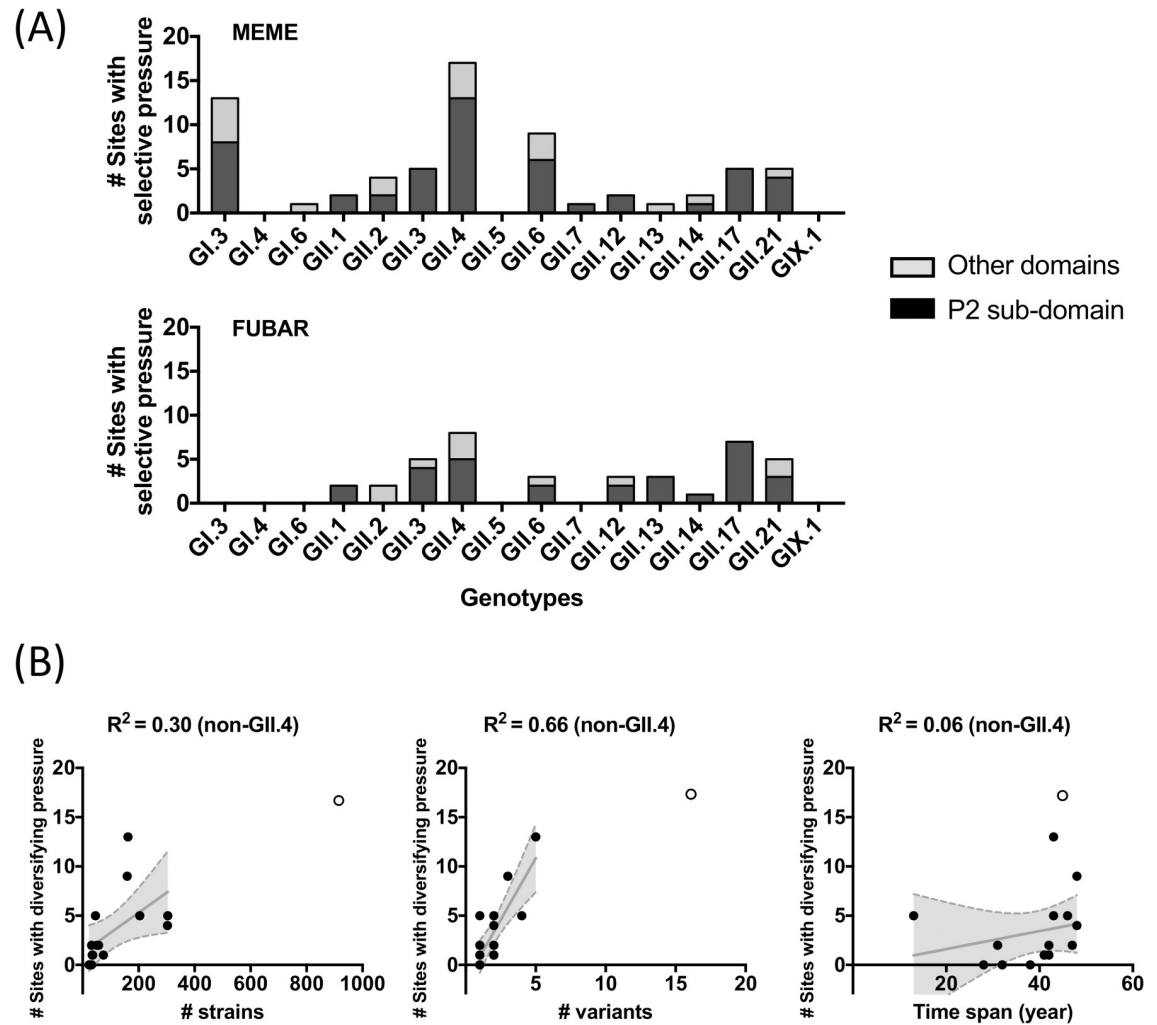 (A)
MEME
# Sites with
selective pressure
20
15
10
5
0
GI.3 GI.4 GI.6 GII.1 GII.2 GII.3 GII.4 GII.5 GII.6 GII.7 GII.12 GII.13 GII.14 GII.17 GII.21 GIX.1
Other domains
P2 sub-domain
FUBAR
# Sites with
selective pressure
20
15
10
5
0
GI.3 GI.4 GI.6 GII.1 GII.2 GII.3 GII.4 GII.5 GII.6 GII.7 GII.12 GII.13 GII.14 GII.17 GII.21 GIX.1
Genotypes
(B)
R² = 0.30 (non-GII.4)
# Sites with diversifying pressure
20
15
10
5
0
200 400 600 800 1000
# strains
R² = 0.66 (non-GII.4)
# Sites with diversifying pressure
20
15
10
5
0
5 10 15 20
# variants
R² = 0.06 (non-GII.4)
# Sites with diversifying pressure
20
15
10
5
0
20 40 60
Time span (year)